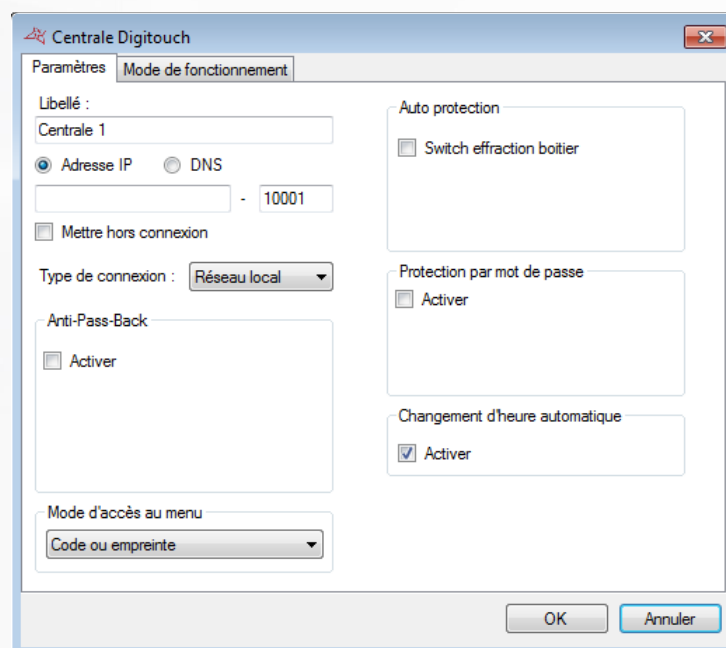 Centrale Digitouch
Paramètres
Mode de fonctionnement
Libellé :
Centrale 1
Adresse IP
DNS
- 10001
Mettre hors connexion
Type de connexion :
Réseau local
Anti-Pass-Back
Activer
Mode d'accès au menu
Code ou empreinte
Auto protection
Switch effraction boitier
Protection par mot de passe
Activer
Changement d'heure automatique
Activer
OK
Annuler